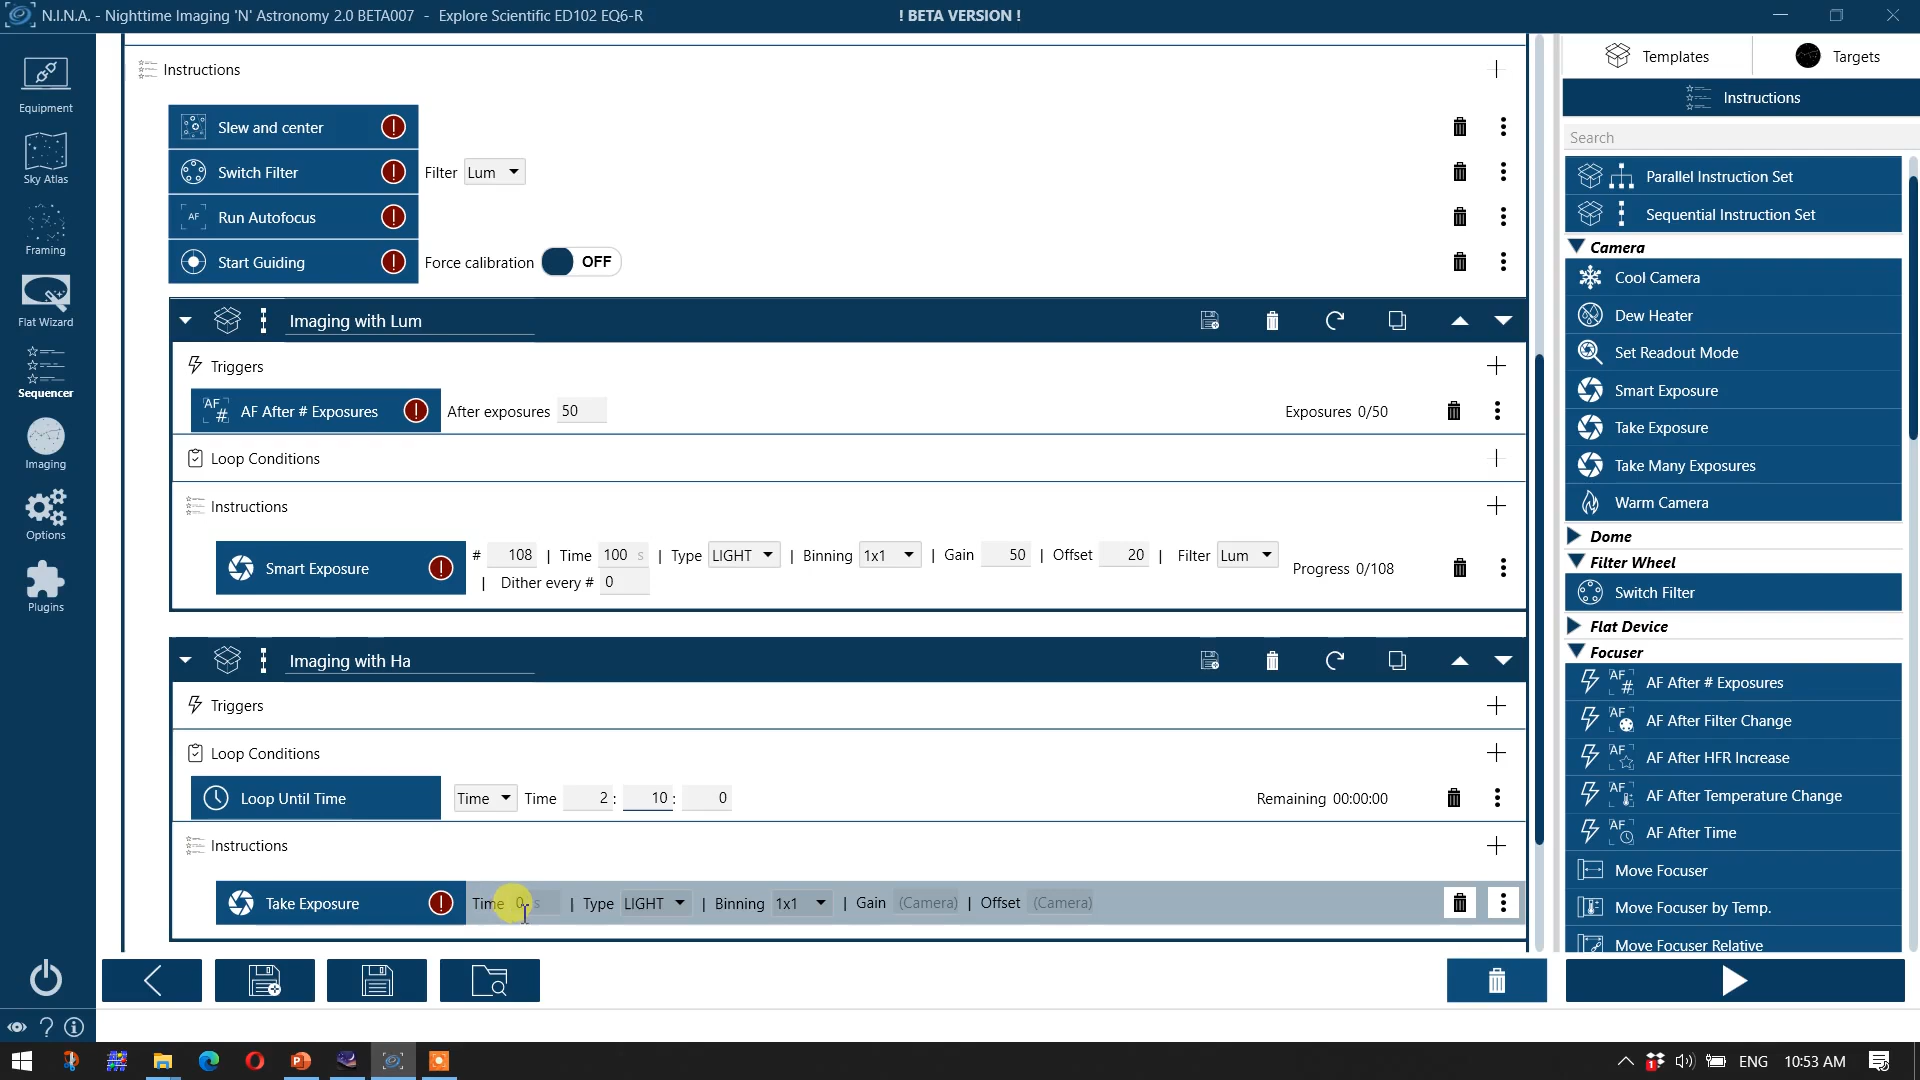 N.I.N.A. - Nighttime Imaging 'N' Astronomy 2.0 BETA007 - Explore Scientific ED102 EQ6-R
! BETA VERSION !
Equipment
Sky Atlas
Framing
Flat Wizard
Sequencer
Imaging
Options
Plugins
Instructions
Slew and center
Switch Filter Filter Lum
AF Run Autofocus
Start Guiding Force calibration OFF
Imaging with Lum
Triggers
AF # AF After # Exposures After exposures 50 Exposures 0/50
Loop Conditions
Instructions
Smart Exposure # 108 | Time 100 s | Type LIGHT | Binning 1x1 | Gain 50 | Offset 20 | Filter Lum
| Dither every # 0 Progress 0/108
Imaging with Ha
Triggers
Loop Conditions
Loop Until Time Time Time 2 : 10 : 0 Remaining 00:00:00
Instructions
Take Exposure Time 0 s | Type LIGHT | Binning 1x1 | Gain (Camera) | Offset (Camera)
Templates Targets
Instructions
Search
Parallel Instruction Set
Sequential Instruction Set
Camera
Cool Camera
Dew Heater
Set Readout Mode
Smart Exposure
Take Exposure
Take Many Exposures
Warm Camera
Dome
Filter Wheel
Switch Filter
Flat Device
Focuser
AF # AF After # Exposures
AF AF After Filter Change
AF AF After HFR Increase
AF AF After Temperature Change
AF AF After Time
Move Focuser
Move Focuser by Temp.
Move Focuser Relative
ENG 10:53 AM